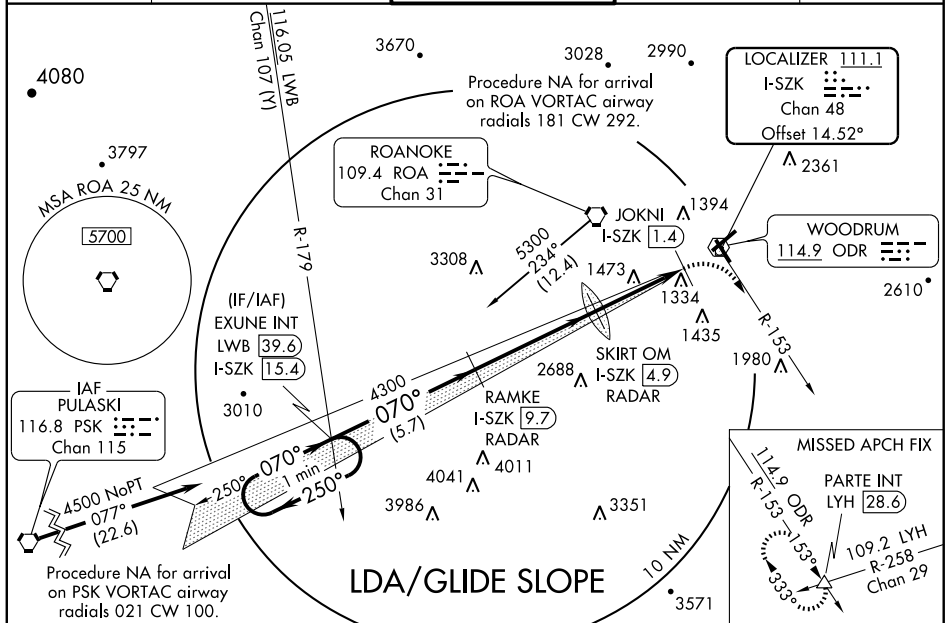 4080
3797
MSA ROA 25 NM
5700
116.05 LWB
Chan 107 (Y)
R-179
3670
3028
2990
Procedure NA for arrival
on ROA VORTAC airway
radials 181 CW 292.
LOCALIZER 111.1
I-SZK
Chan 48
Offset 14.52°
2361
ROANOKE
109.4 ROA
Chan 31
JOKNI
I-SZK 1.4
1394
WOODRUM
114.9 ODR
5300
234°
(12.4)
3308
1473
1334
1435
2610
R-153
1980
(IF/IAF)
EXUNE INT
LWB 39.6
I-SZK 15.4
3010
4300
070°
(5.7)
2688
SKIRT OM
I-SZK 4.9
RADAR
RAMKE
I-SZK 9.7
RADAR
IAF
PULASKI
116.8 PSK
Chan 115
4500 NoPT
077°
(22.6)
250°
070°
1 min
250°
4041
4011
3986
3351
Procedure NA for arrival
on PSK VORTAC airway
radials 021 CW 100.
LDA/GLIDE SLOPE
10 NM
3571
MISSED APCH FIX
114.9 ODR
R-153
153°
333°
PARTE INT
LYH 28.6
109.2 LYH
R-258
Chan 29